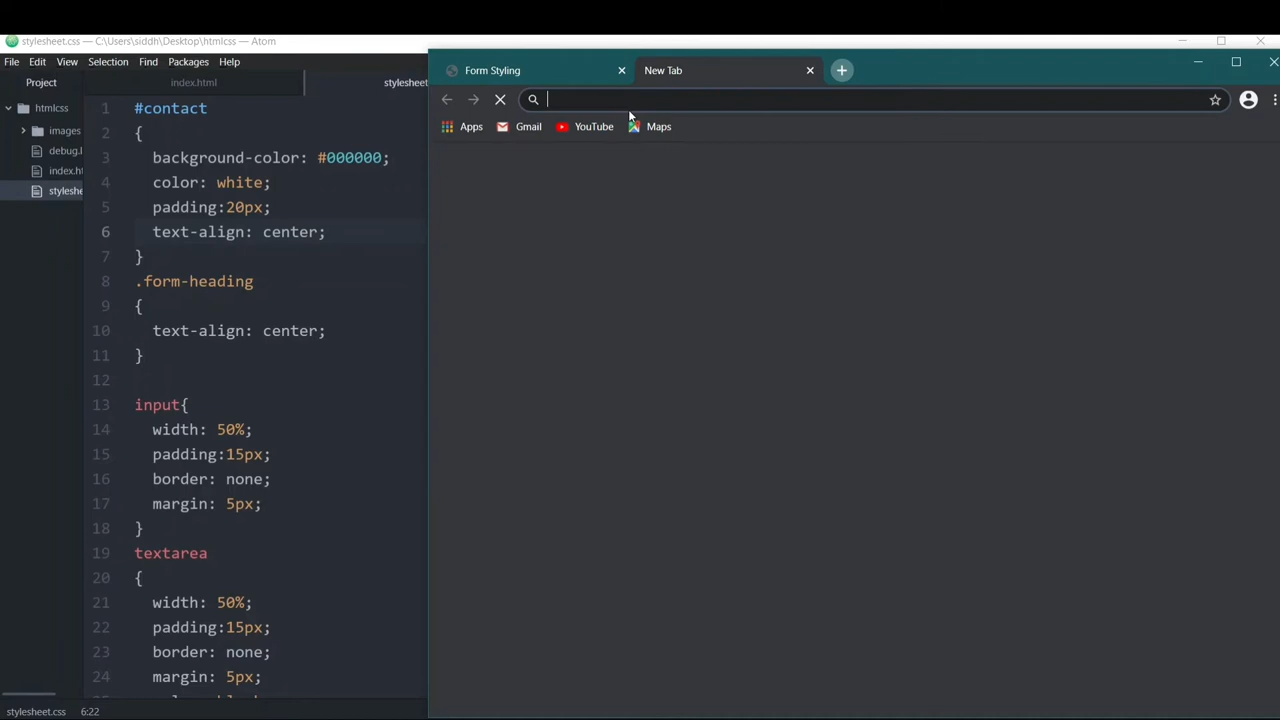 stylesheet.css — C:\Users\siddh\Desktop\htmlcss — Atom
File Edit View Selection Find Packages Help
Project
index.html
stylesheet
htmlcss
images
debug.l
index.ht
styleshe
1 #contact
2 {
3 background-color: #000000;
4 color: white;
5 padding:20px;
6 text-align: center;
7 }
8 .form-heading
9 {
10 text-align: center;
11 }
12
13 input{
14 width: 50%;
15 padding:15px;
16 border: none;
17 margin: 5px;
18 }
19 textarea
20 {
21 width: 50%;
22 padding:15px;
23 border: none;
24 margin: 5px;
stylesheet.css 6:22
Form Styling
New Tab
Apps Gmail YouTube Maps